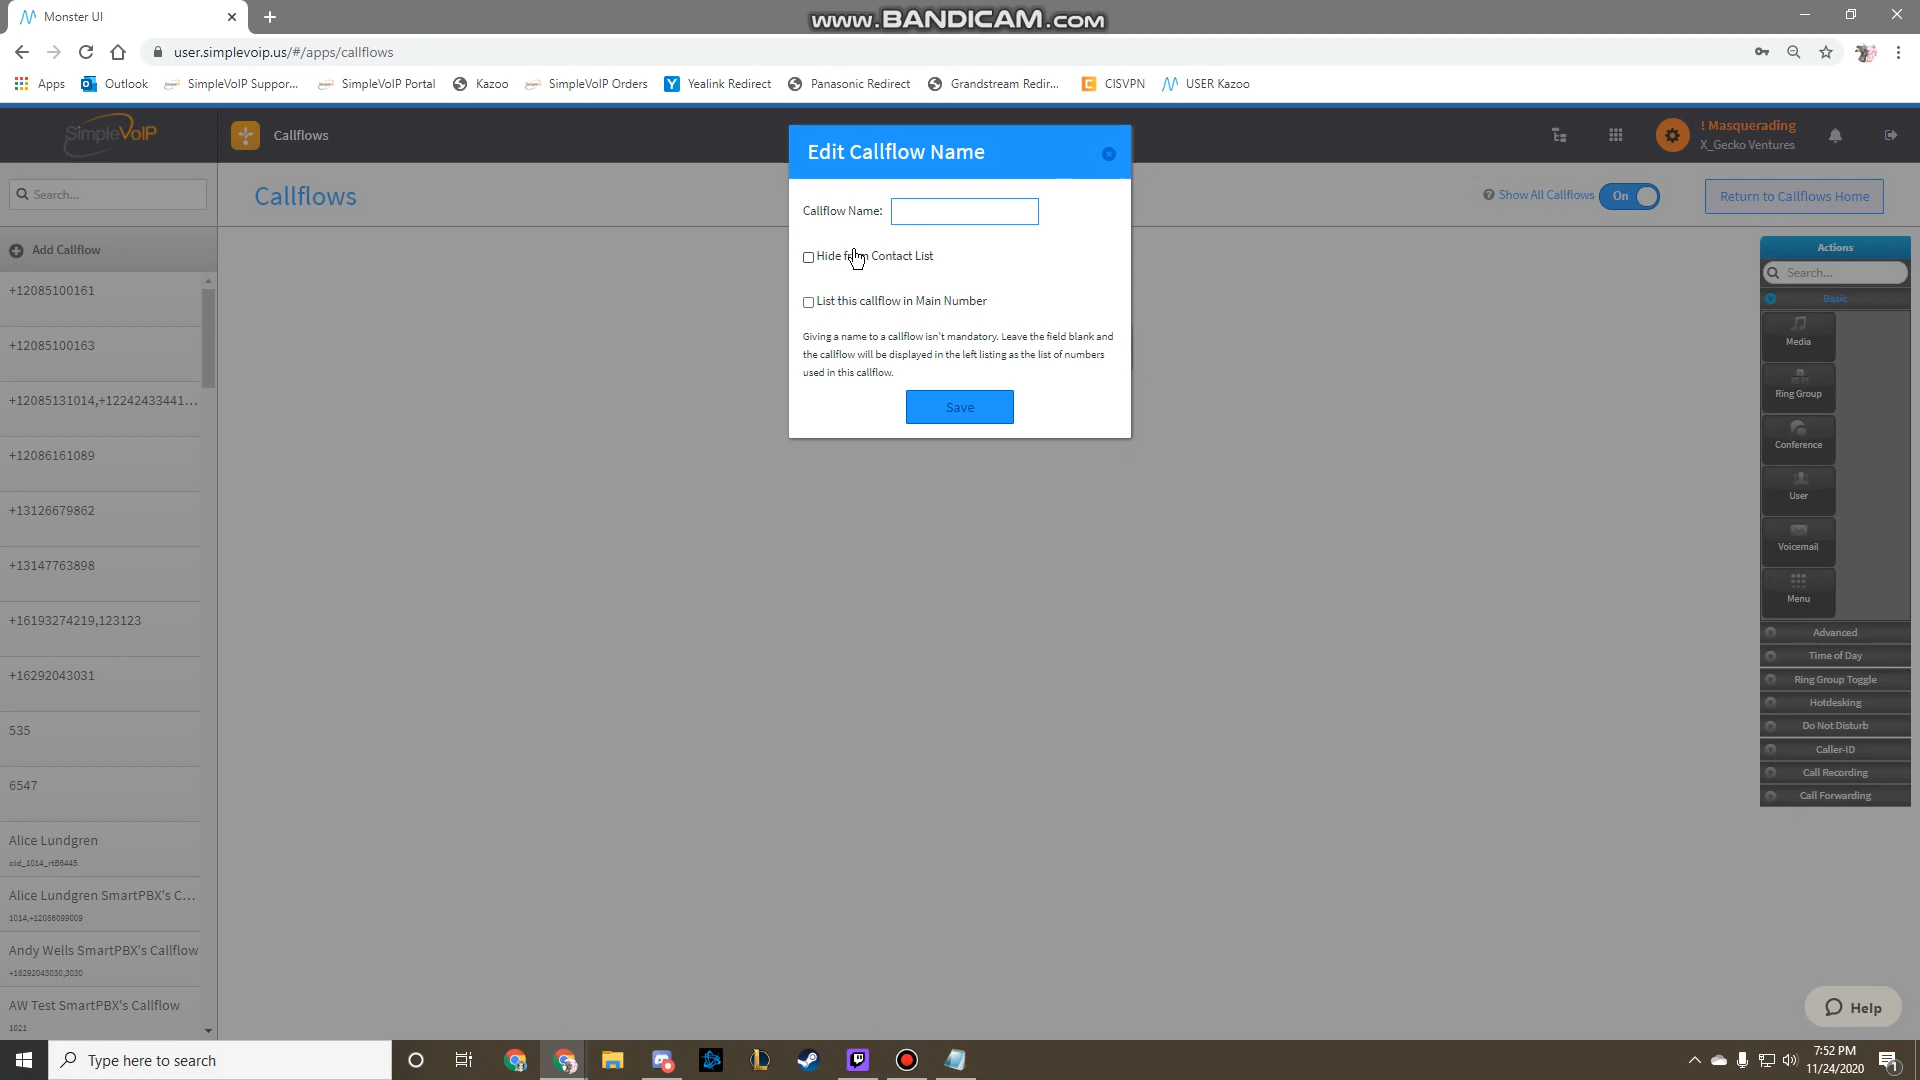 Monster UI
www.BANDICAM.com
user.simplevoip.us/#/apps/callflows
Apps
Outlook
SimpleVoIP Suppor...
SimpleVoIP Portal
Kazoo
SimpleVoIP Orders
Yealink Redirect
Panasonic Redirect
Grandstream Redir...
CISVPN
USER Kazoo
SimpleVoIP
Callflows
! Masquerading
X_Gecko Ventures
Search...
Callflows
Show All Callflows
On
Return to Callflows Home
Add Callflow
+12085100161
+12085100163
+12085131014,+12242433441...
+12086161089
+13126679862
+13147763898
+16193274219,123123
+16292043031
535
6547
Alice Lundgren
old_1014_rtB6445
Alice Lundgren SmartPBX's C...
1014,+12086099009
Andy Wells SmartPBX's Callflow
+16292043030,3030
AW Test SmartPBX's Callflow
1021
Edit Callflow Name
Callflow Name:
Hide from Contact List
List this callflow in Main Number
Giving a name to a callflow isn't mandatory. Leave the field blank and
the callflow will be displayed in the left listing as the list of numbers
used in this callflow.
Save
Actions
Search...
Basic
Media
Ring Group
Conference
User
Voicemail
Menu
Advanced
Time of Day
Ring Group Toggle
Hotdesking
Do Not Disturb
Caller-ID
Call Recording
Call Forwarding
Help
Type here to search
7:52 PM
11/24/2020
1